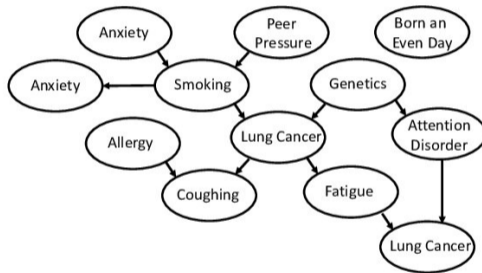 Anxiety
Peer
Pressure
Born an
Even Day
Anxiety
Smoking
Genetics
Allergy
Lung Cancer
Attention
Disorder
Coughing
Fatigue
Lung Cancer